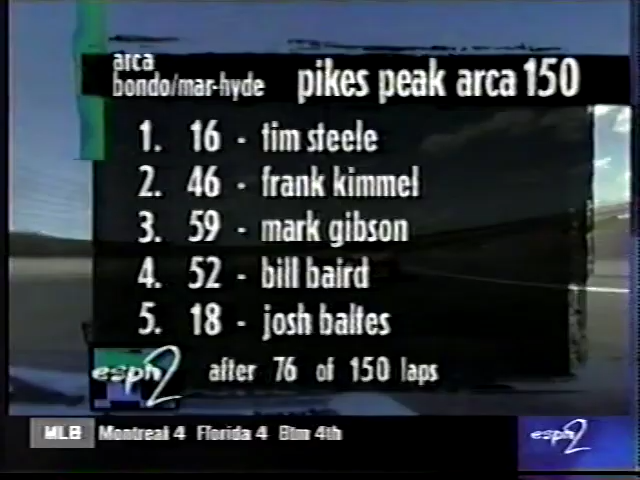 arca
bondo/mar-hyde
pikes peak arca 150
1. 16 - tim steele
2. 46 - frank kimmel
3. 59 - mark gibson
4. 52 - bill baird
5. 18 - josh baltes
espn2 after 76 of 150 laps
MLB Montreal 4 Florida 4 Btm 4th
espn2